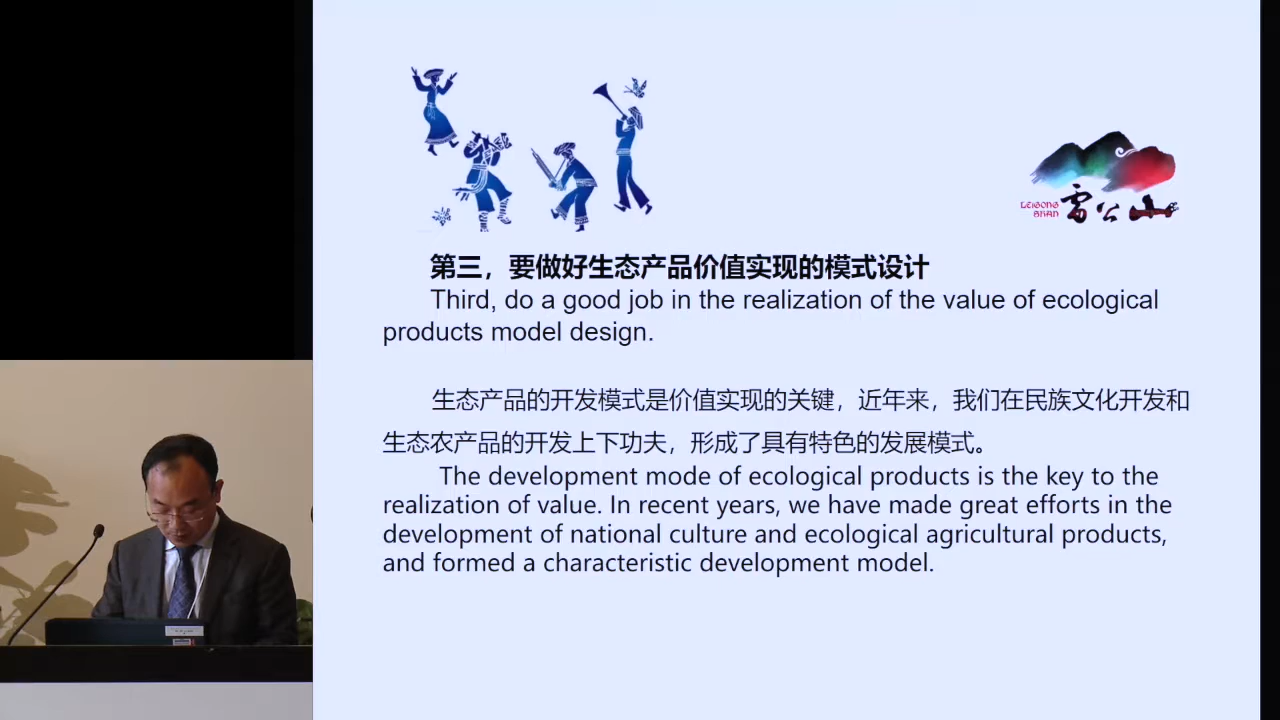 LEIGONG
SHAN
雷公山
第三，要做好生态产品价值实现的模式设计
Third, do a good job in the realization of the value of ecological
products model design.
生态产品的开发模式是价值实现的关键，近年来，我们在民族文化开发和
生态农产品的开发上下功夫，形成了具有特色的发展模式。
The development mode of ecological products is the key to the
realization of value. In recent years, we have made great efforts in the
development of national culture and ecological agricultural products,
and formed a characteristic development model.